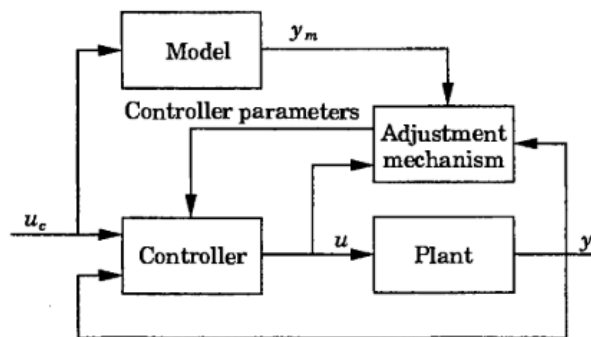 Model
y_m
Controller parameters
Adjustment
mechanism
u_c
Controller
u
Plant
y